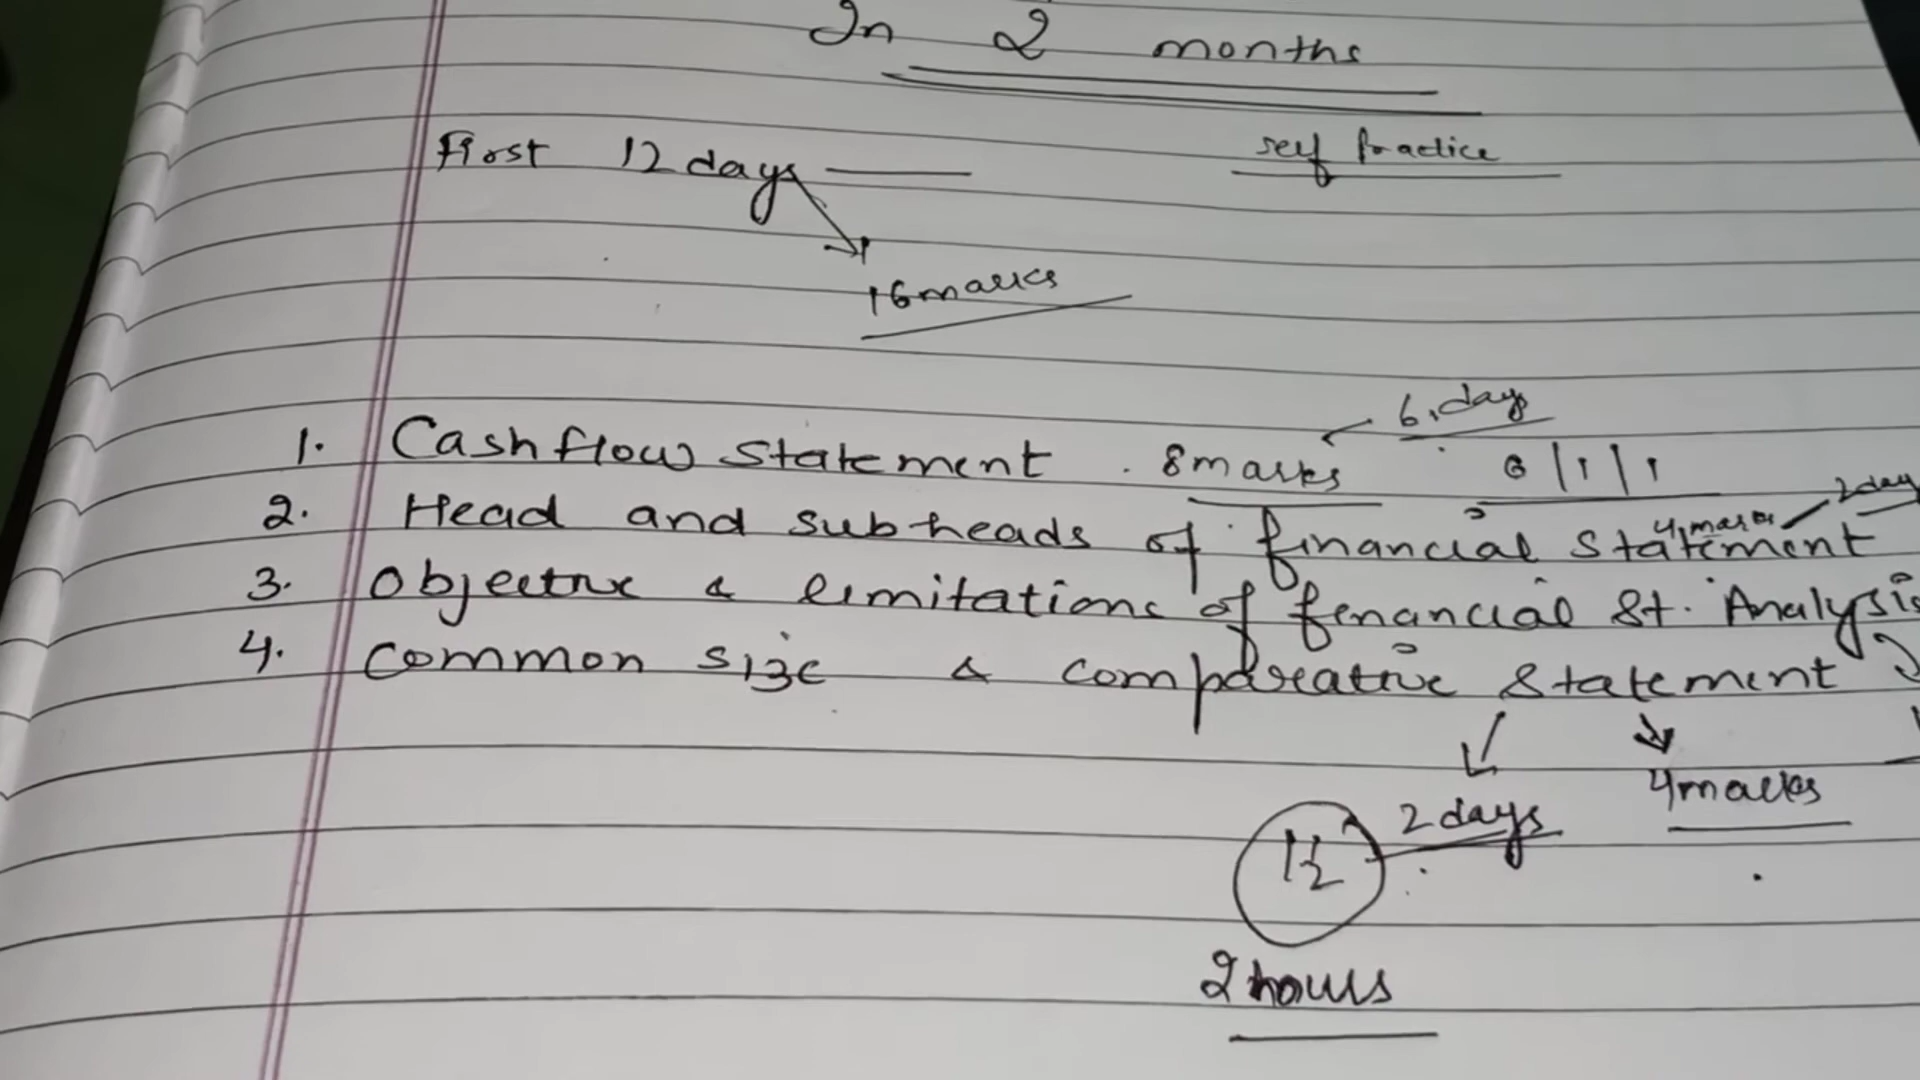 In 2 months
First 12 days
self Practice
16 marks
6 days
1. Cash flow statement 8 marks 6/1/1
4 marks 2 day
2. Head and subheads of financial statement
3. Objective & limitations of financial St. Analysis
4. Common size & comparative Statement
2 days
4 marks
1½
2 hours